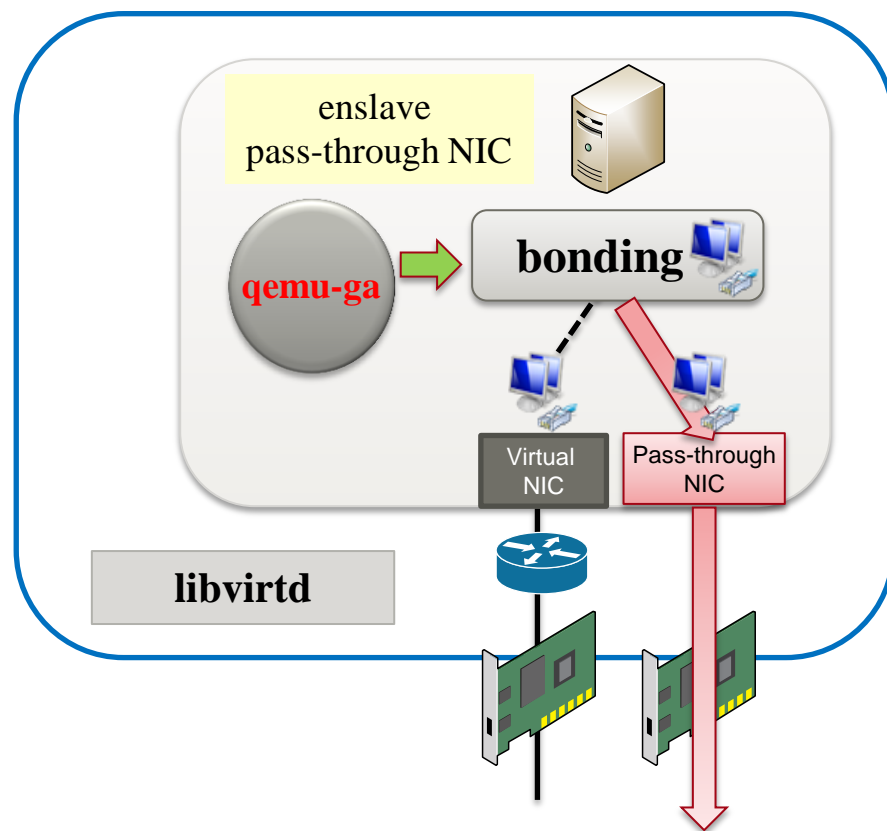 enslave
pass-through NIC
qemu-ga
bonding
Virtual
NIC
Pass-through
NIC
libvirtd